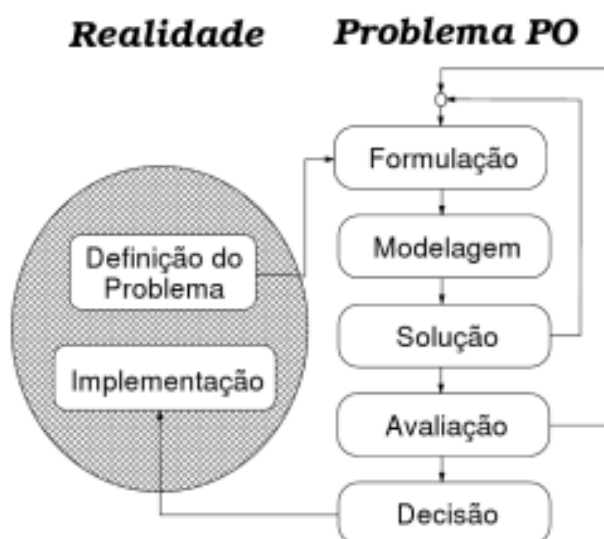 Realidade
Problema PO
Formulação
Definição do
Problema
Modelagem
Solução
Implementação
Avaliação
Decisão